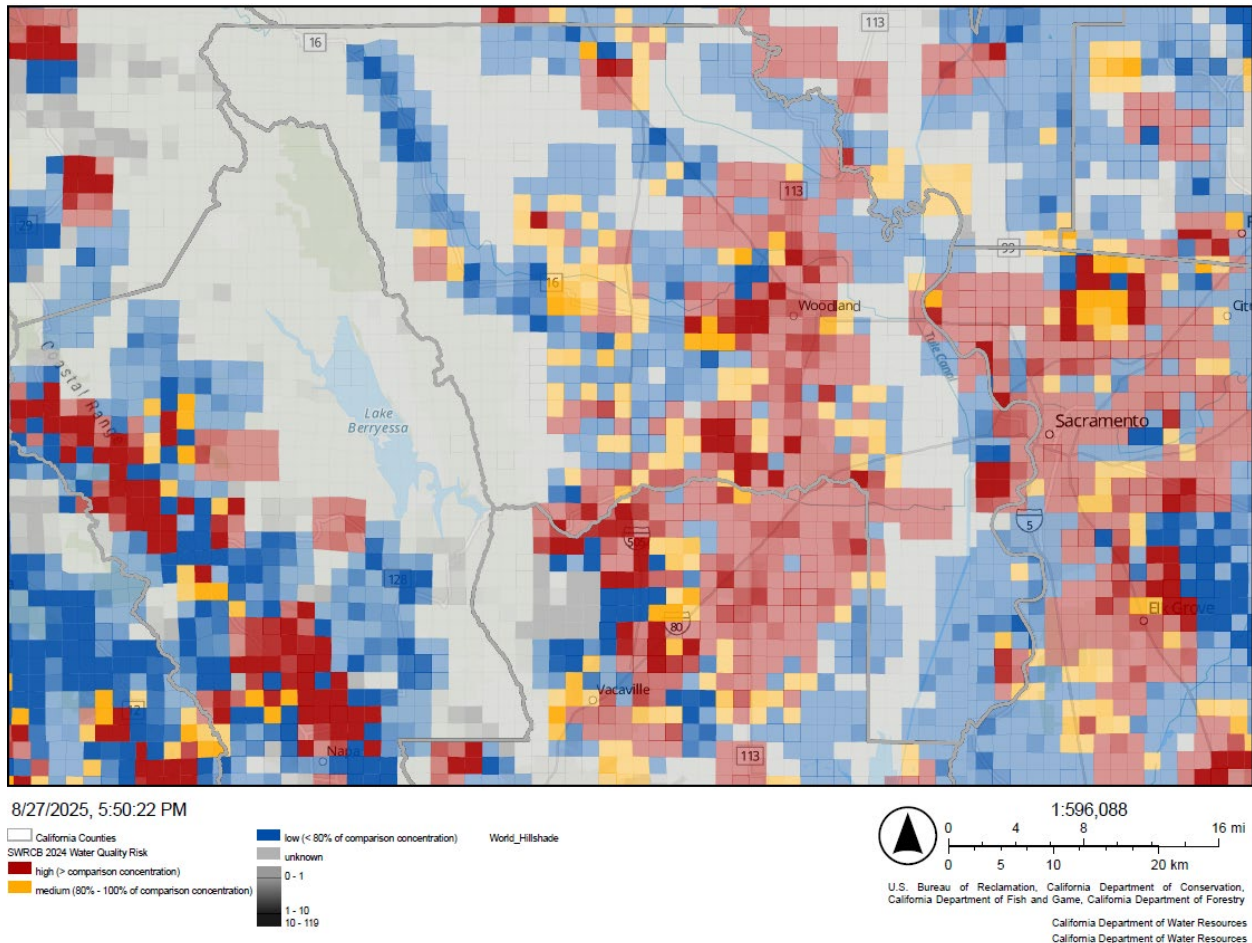 16
113
113
29
16
99
Woodland
Cit
Tule Canal
Coastal Range
Lake
Berryessa
Sacramento
5
128
80
Elk Grove
Vacaville
Napa
113
8/27/2025, 5:50:22 PM
California Counties
SWRCB 2024 Water Quality Risk
high (> comparison concentration)
medium (80% - 100% of comparison concentration)
low (< 80% of comparison concentration)
unknown
0 - 1
1 - 10
10 - 119
World_Hillshade
1:596,088
0 4 8 16 mi
0 5 10 20 km
U.S. Bureau of Reclamation, California Department of Conservation,
California Department of Fish and Game, California Department of Forestry
California Department of Water Resources
California Department of Water Resources